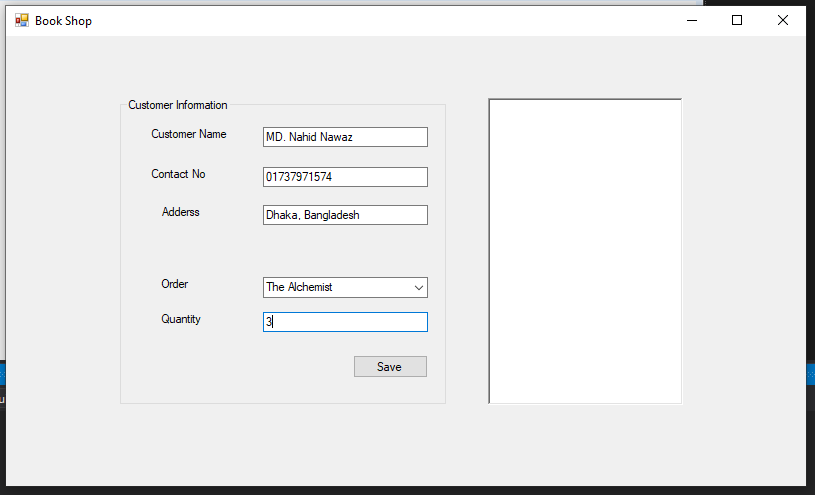 Book Shop
Customer Information
Customer Name MD. Nahid Nawaz
Contact No 01737971574
Adderss Dhaka, Bangladesh
Order The Alchemist
Quantity 3
Save
u